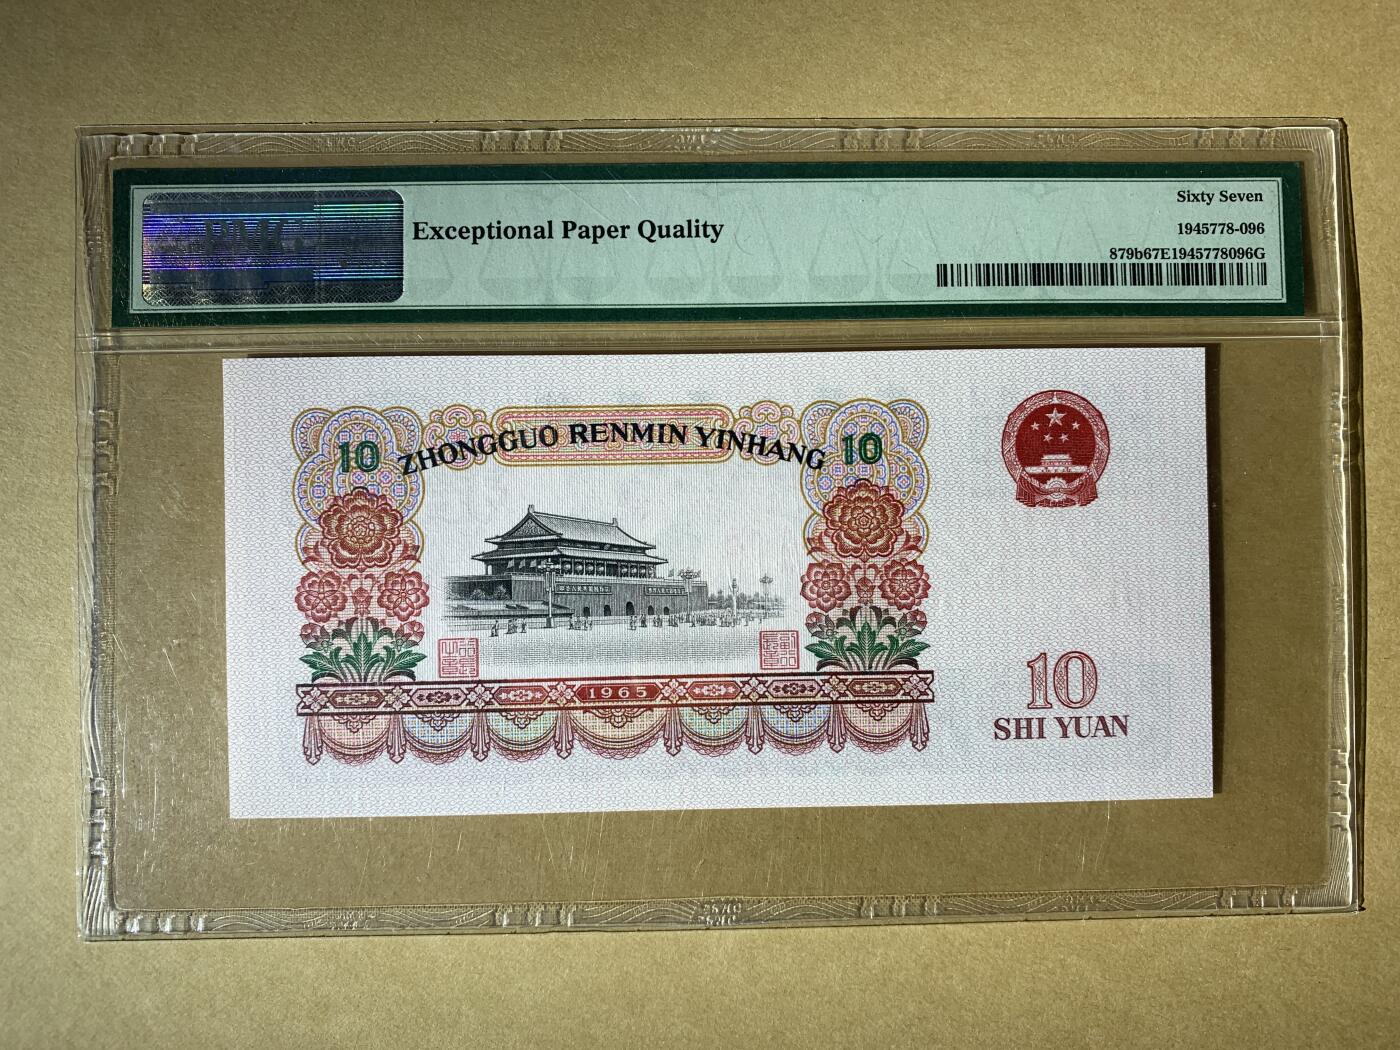 Sixty Seven
Exceptional Paper Quality
1945778-096
879b67E1945778096G
ZHONGGUO RENMIN YINHANG
10
10
1965
10
SHI YUAN